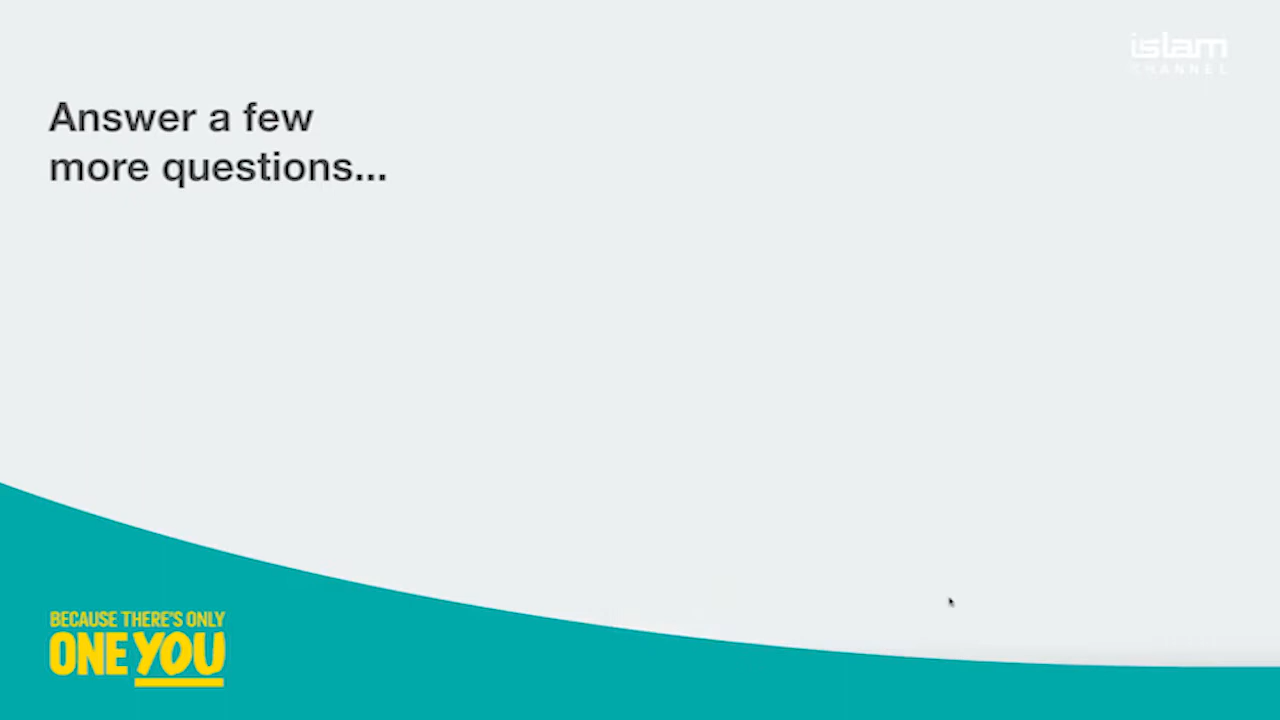 islam
CHANNEL
Answer a few
more questions...
BECAUSE THERE'S ONLY
ONE YOU